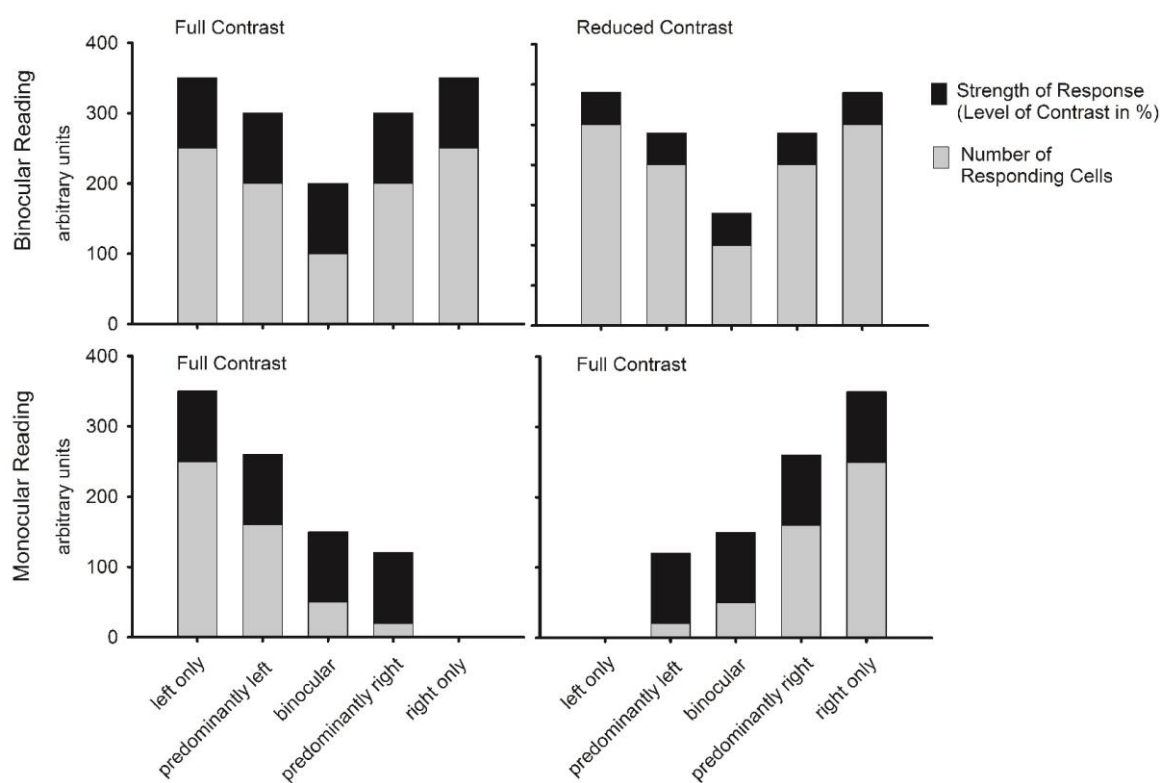 Full Contrast
Reduced Contrast
Binocular Reading
arbitrary units
400
300
200
100
0
Strength of Response
(Level of Contrast in %)
Number of
Responding Cells
Full Contrast
Full Contrast
Monocular Reading
arbitrary units
400
300
200
100
0
left only
predominantly left
binocular
predominantly right
right only
left only
predominantly left
binocular
predominantly right
right only